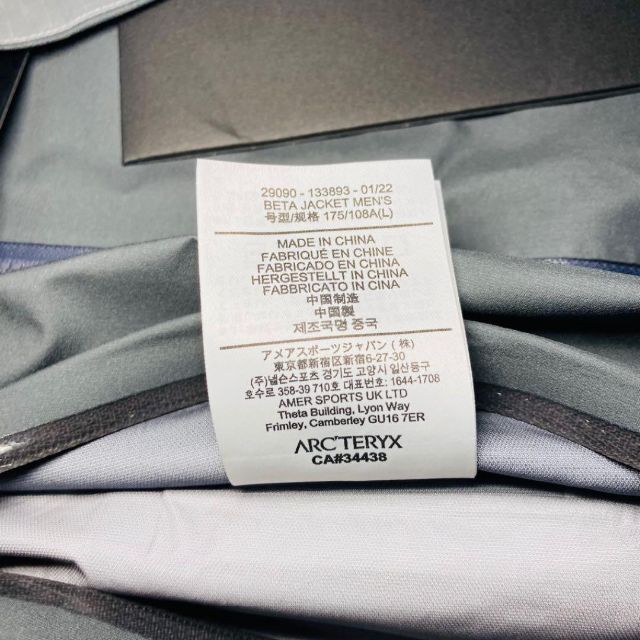 29090 - 133893 - 01/22
BETA JACKET MEN'S
号型/规格 175/108A(L)
MADE IN CHINA
FABRIQUÉ EN CHINE
FABRICADO EN CHINA
HERGESTELLT IN CHINA
FABBRICATO IN CINA
中国制造
中國製
제조국명 중국
アメアスポーツジャパン(株)
東京都新宿区新宿6-27-30
(주)넬슨스포츠 경기도 고양시 일산동구
호수로 358-39 710호 대표번호: 1644-1708
AMER SPORTS UK LTD
Theta Building, Lyon Way
Frimley, Camberley GU16 7ER
ARC'TERYX
CA#34438